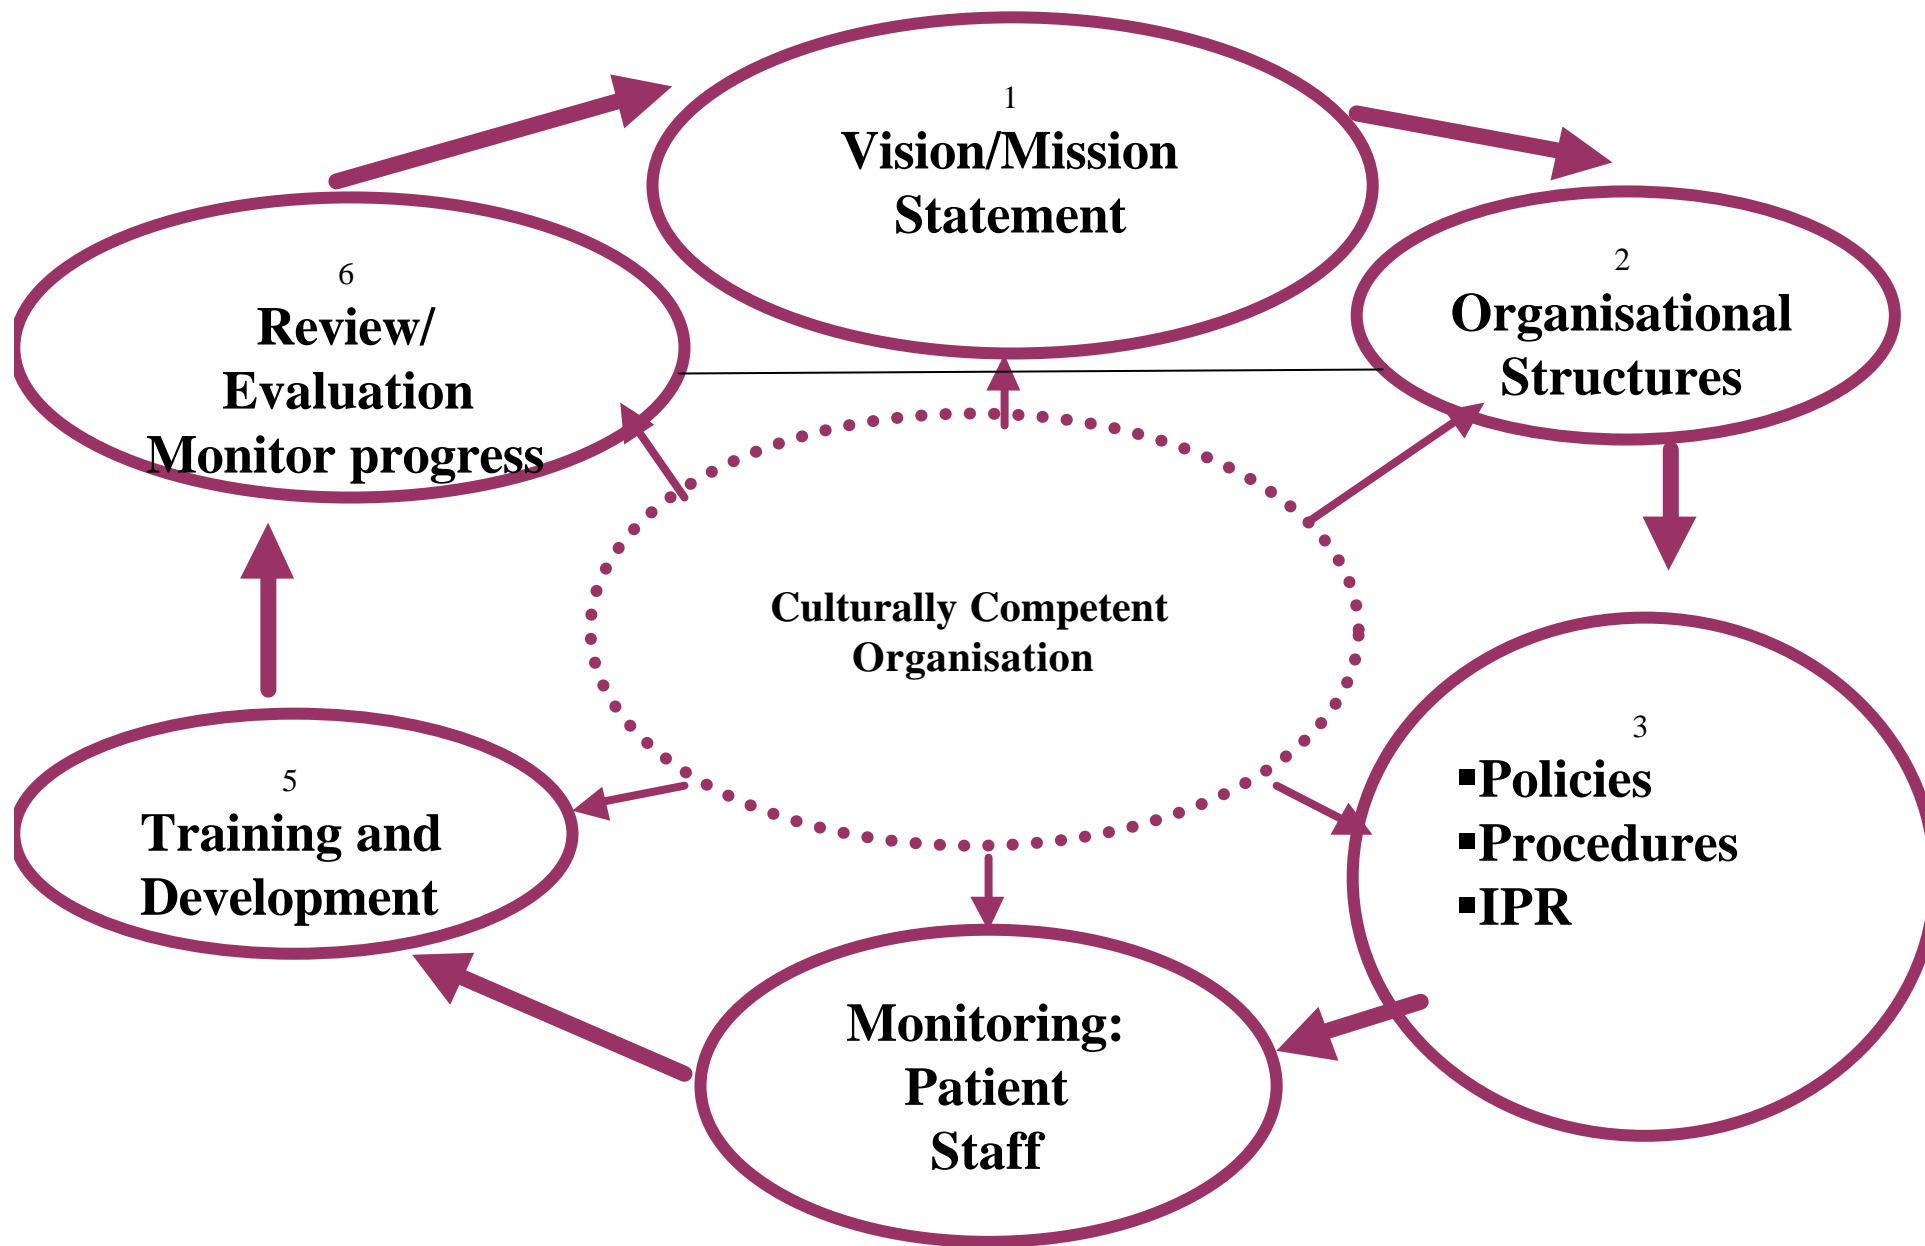 1
Vision/Mission
Statement
2
Organisational
Structures
3
▪Policies
▪Procedures
▪IPR
Monitoring:
Patient
Staff
5
Training and
Development
6
Review/
Evaluation
Monitor progress
Culturally Competent
Organisation